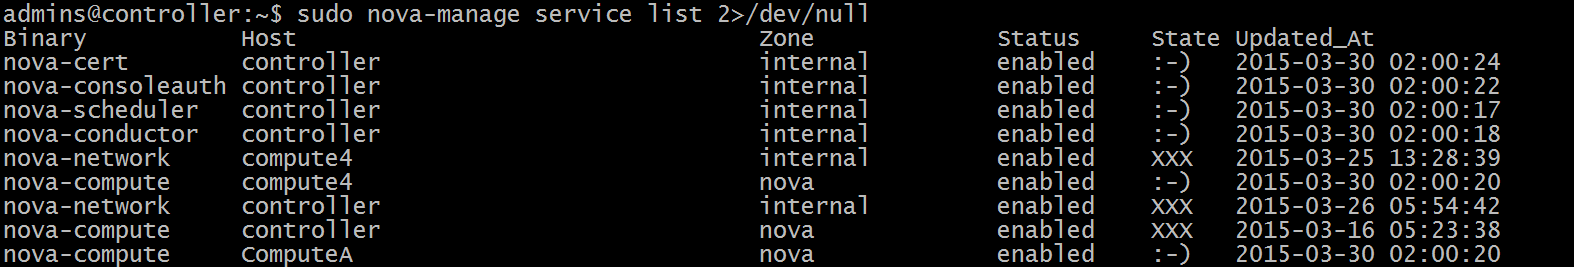 admins@controller:~$ sudo nova-manage service list 2>/dev/null
Binary           Host                                 Zone             Status     State Updated_At
nova-cert        controller                           internal         enabled    :-)   2015-03-30 02:00:24
nova-consoleauth controller                           internal         enabled    :-)   2015-03-30 02:00:22
nova-scheduler   controller                           internal         enabled    :-)   2015-03-30 02:00:17
nova-conductor   controller                           internal         enabled    :-)   2015-03-30 02:00:18
nova-network     compute4                             internal         enabled    XXX   2015-03-25 13:28:39
nova-compute     compute4                             nova             enabled    :-)   2015-03-30 02:00:20
nova-network     controller                           internal         enabled    XXX   2015-03-26 05:54:42
nova-compute     controller                           nova             enabled    XXX   2015-03-16 05:23:38
nova-compute     ComputeA                             nova             enabled    :-)   2015-03-30 02:00:20